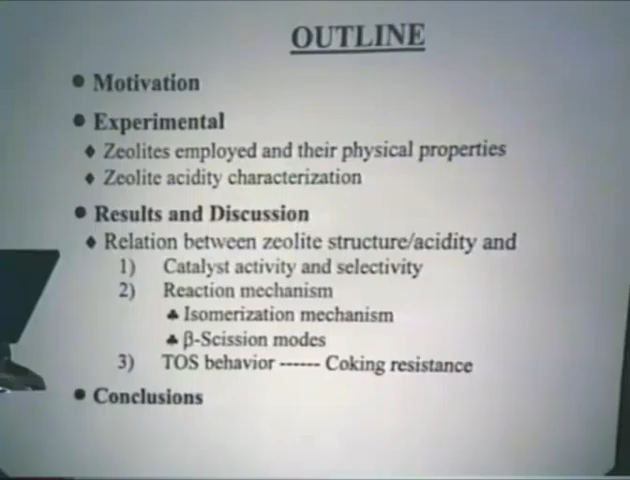 OUTLINE
● Motivation
● Experimental
♦ Zeolites employed and their physical properties
♦ Zeolite acidity characterization
● Results and Discussion
♦ Relation between zeolite structure/acidity and
1) Catalyst activity and selectivity
2) Reaction mechanism
♣ Isomerization mechanism
♣ β-Scission modes
3) TOS behavior ------ Coking resistance
● Conclusions